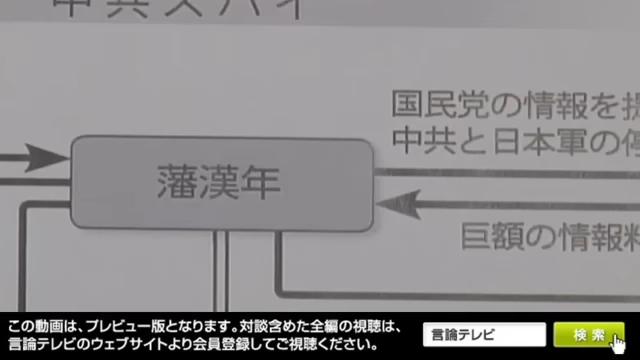 中共スパイ
国民党の情報を提
中共と日本軍の停
藩漢年
巨額の情報料
この動画は、プレビュー版となります。対談含めた全編の視聴は、
言論テレビのウェブサイトより会員登録してご視聴ください。
言論テレビ
検索